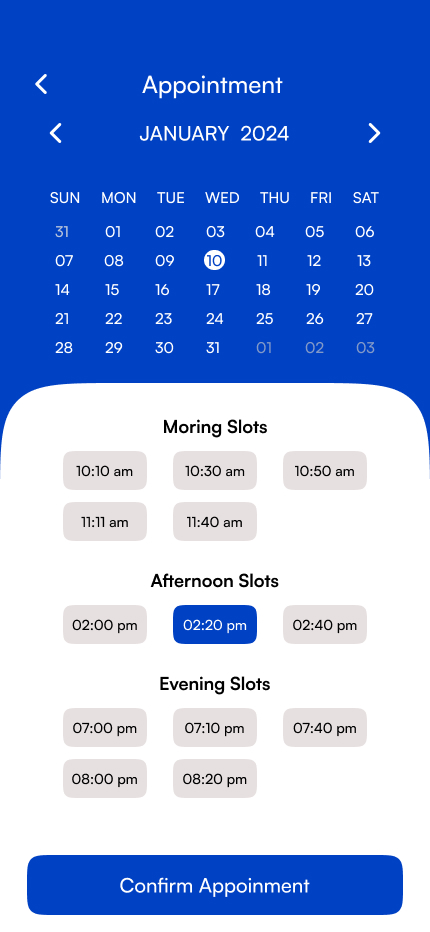 Appointment
JANUARY 2024
SUN MON TUE WED THU FRI SAT
31 01 02 03 04 05 06
07 08 09 10 11 12 13
14 15 16 17 18 19 20
21 22 23 24 25 26 27
28 29 30 31 01 02 03
Moring Slots
10:10 am 10:30 am 10:50 am
11:11 am 11:40 am
Afternoon Slots
02:00 pm 02:20 pm 02:40 pm
Evening Slots
07:00 pm 07:10 pm 07:40 pm
08:00 pm 08:20 pm
Confirm Appoinment